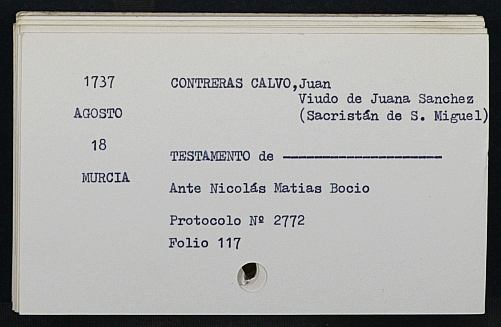 1737
AGOSTO
18
MURCIA
CONTRERAS CALVO, Juan
Viudo de Juana Sanchez
(Sacristán de S. Miguel)
TESTAMENTO de --------------------
Ante Nicolás Matias Bocio
Protocolo Nº 2772
Folio 117